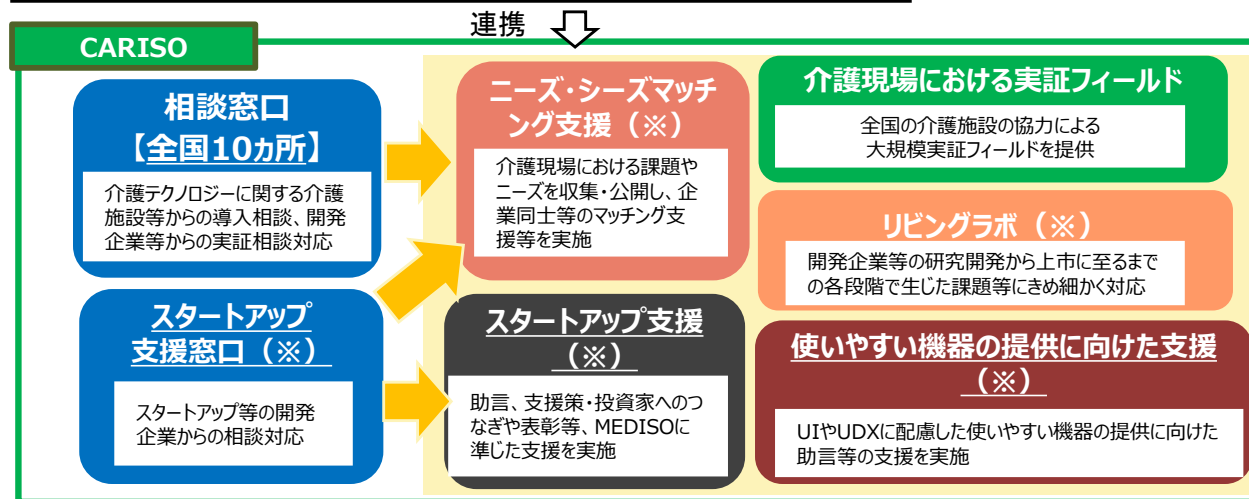 連携
CARISO
相談窓口
【全国10ヵ所】
介護テクノロジーに関する介護
施設等からの導入相談、開発
企業等からの実証相談対応
スタートアップ
支援窓口（※）
スタートアップ等の開発
企業からの相談対応
ニーズ・シーズマッチ
ング支援（※）
介護現場における課題や
ニーズを収集・公開し、企
業同士等のマッチング支
援等を実施
スタートアップ支援
（※）
助言、支援策・投資家へのつ
なぎや表彰等、MEDISOに
準じた支援を実施
介護現場における実証フィールド
全国の介護施設の協力による
大規模実証フィールドを提供
リビングラボ（※）
開発企業等の研究開発から上市に至るまで
の各段階で生じた課題等にきめ細かく対応
使いやすい機器の提供に向けた支援
（※）
UIやUDXに配慮した使いやすい機器の提供に向けた
助言等の支援を実施